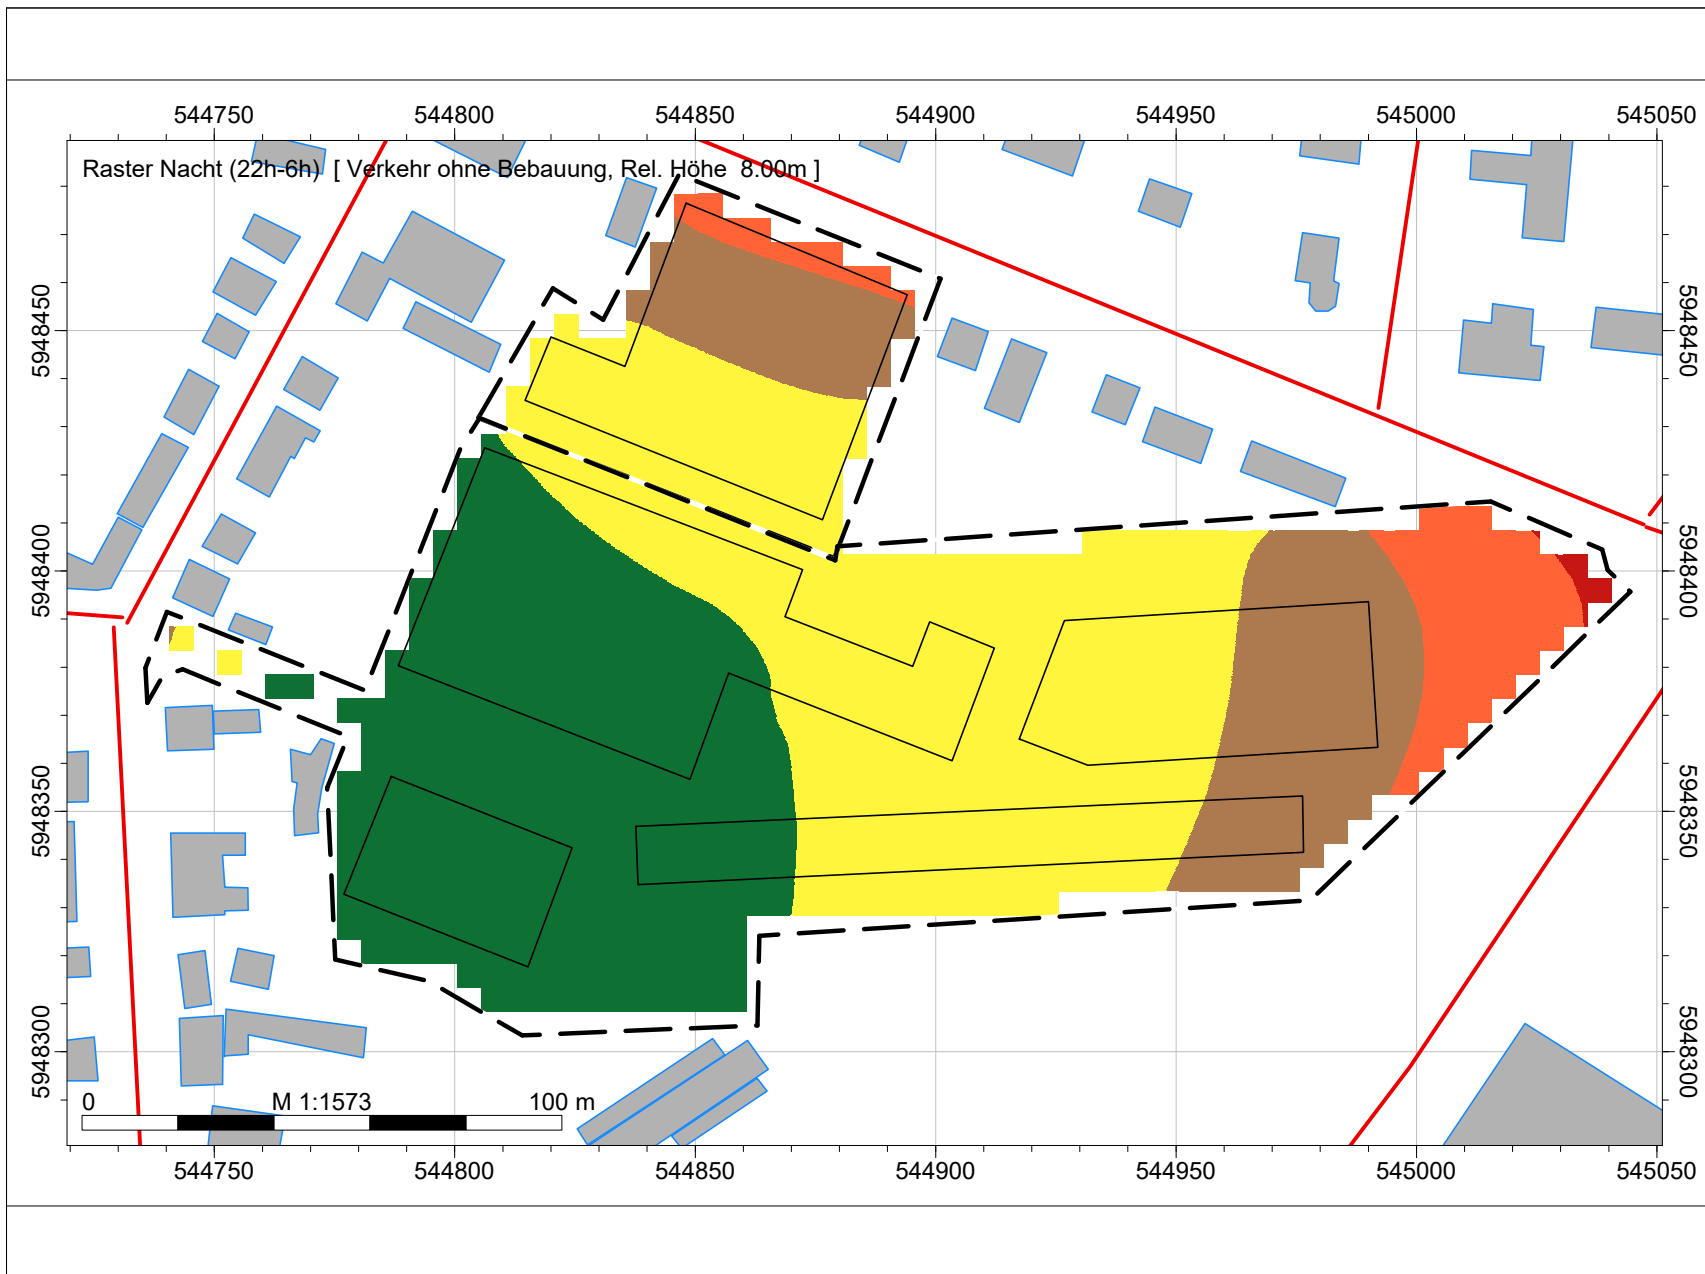 544750 544800 544850 544900 544950 545000 545050
Raster Nacht (22h-6h) [ Verkehr ohne Bebauung, Rel. Höhe 8.00m ]
5948450 5948450
5948400 5948400
5948350 5948350
5948300 5948300
0 M 1:1573 100 m
544750 544800 544850 544900 544950 545000 545050